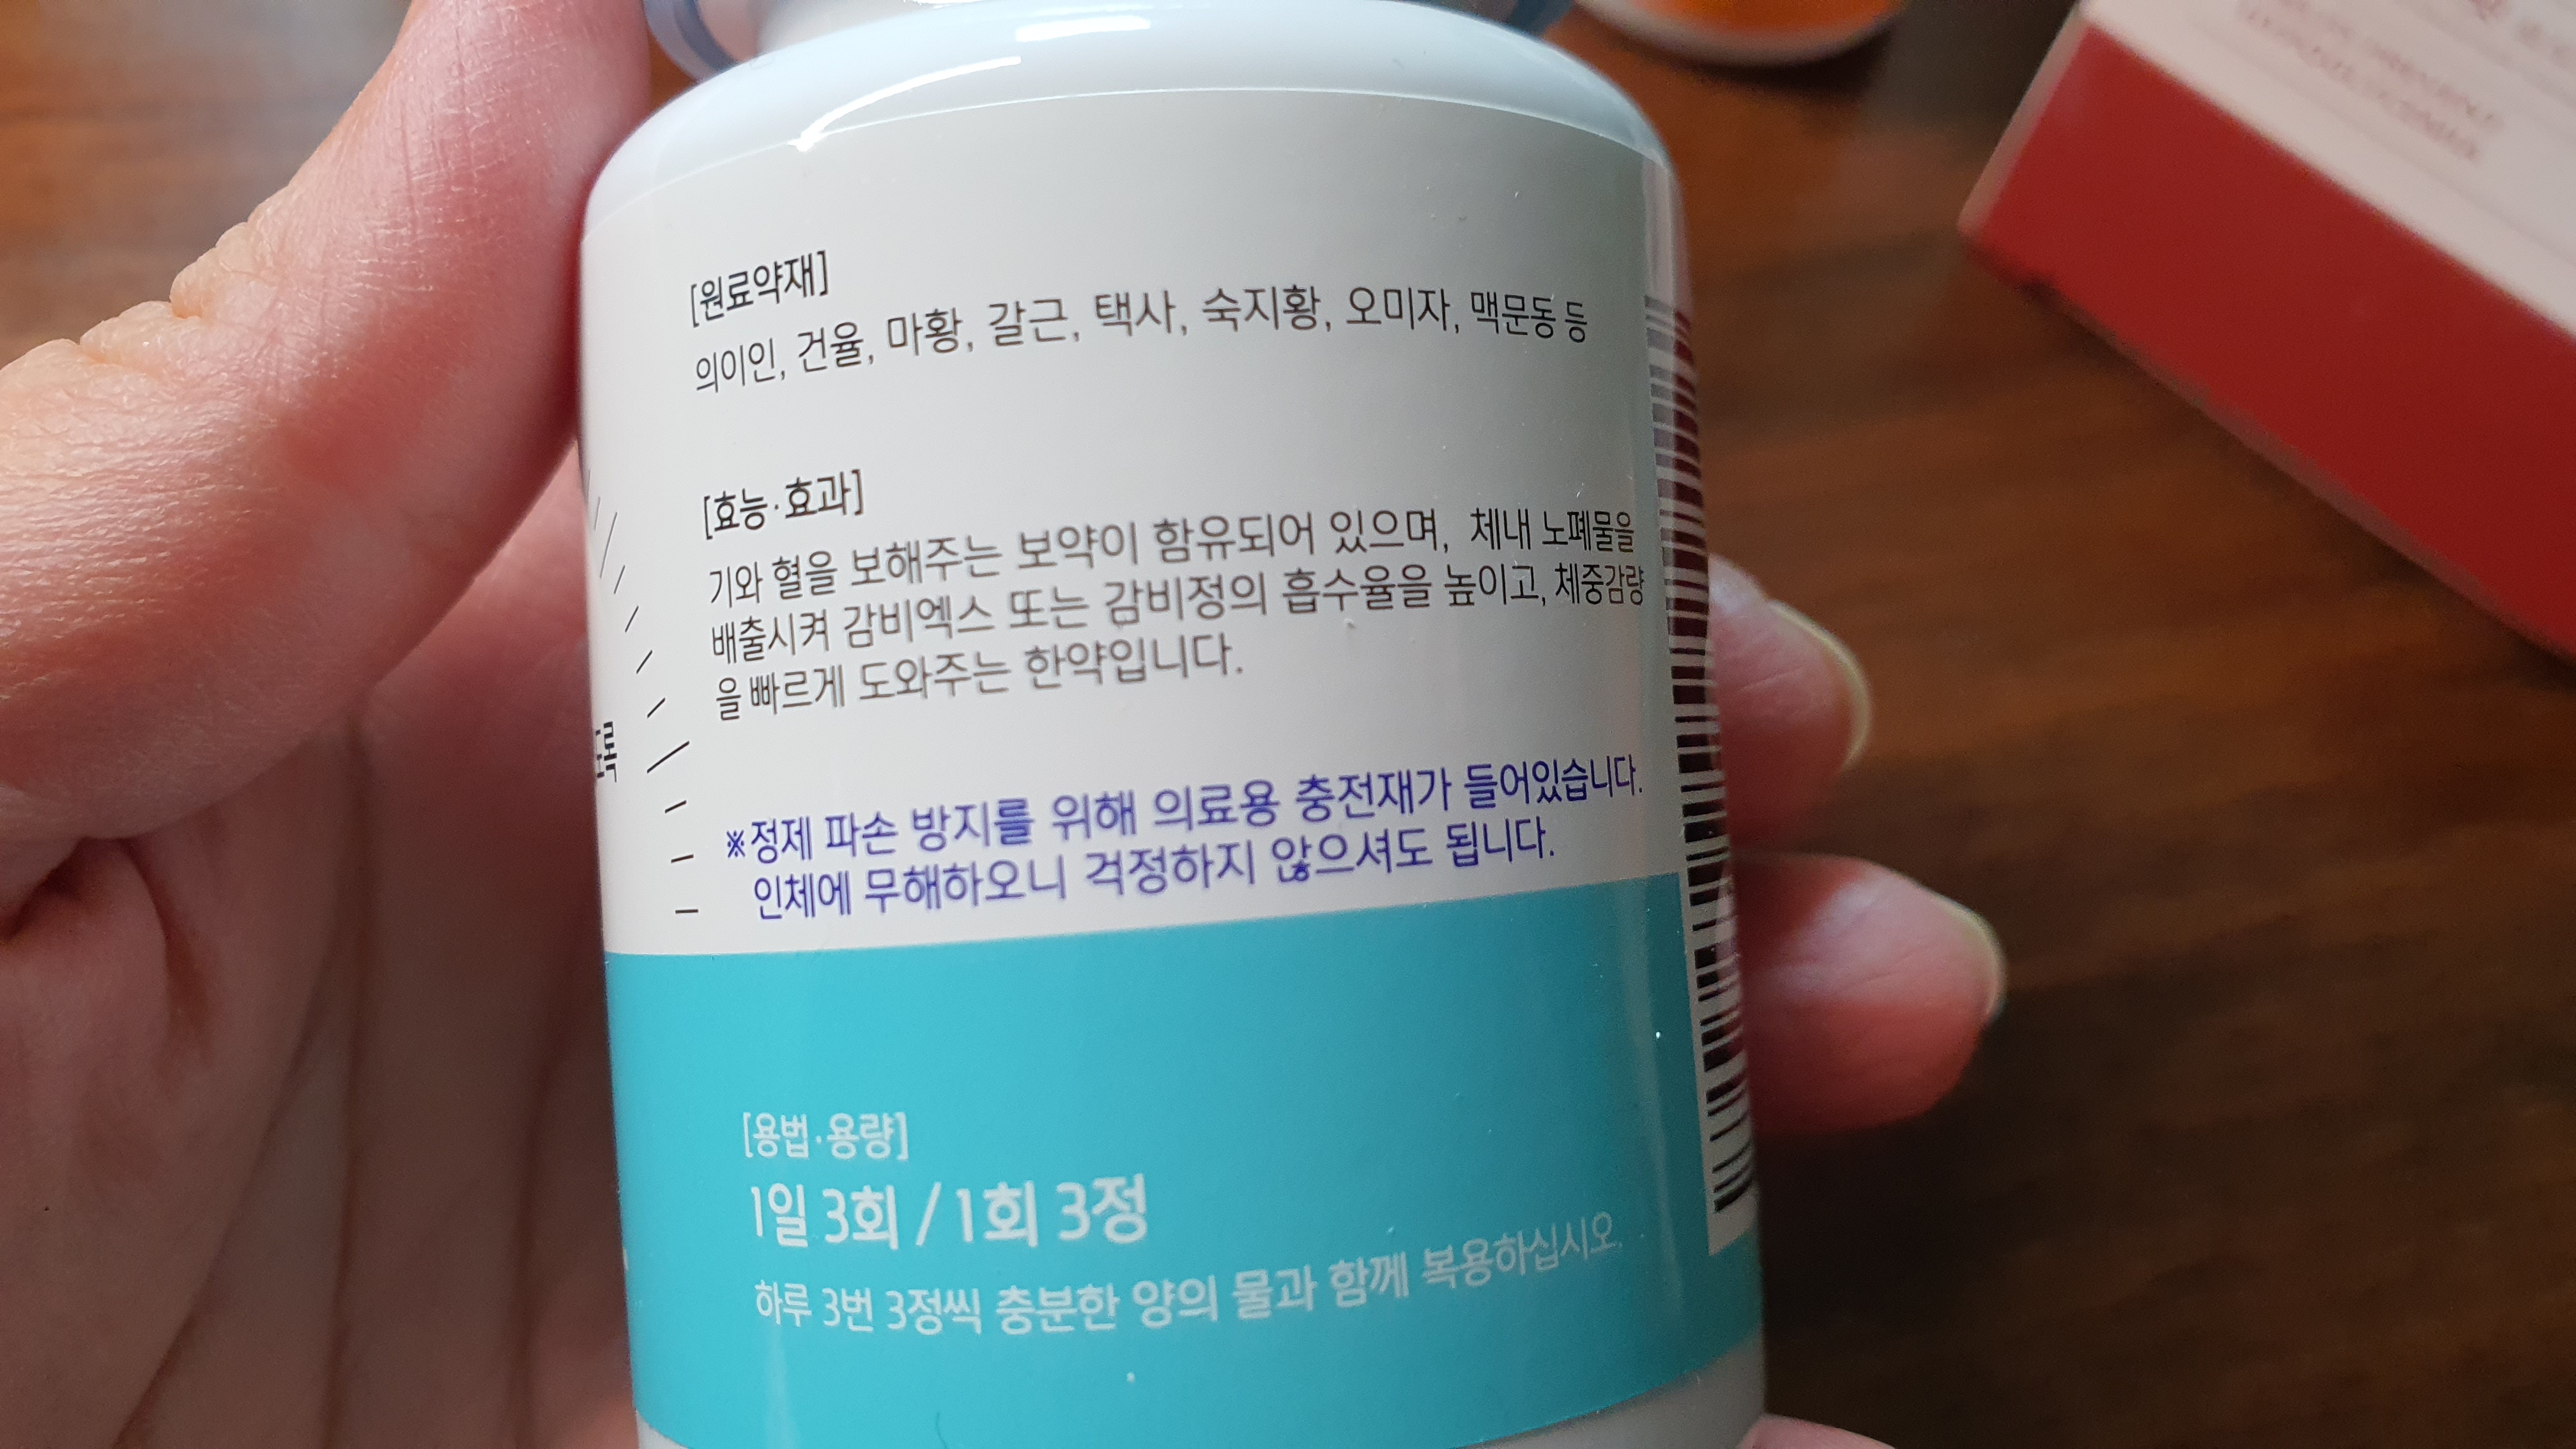 [원료약재]
의이인, 건율, 마황, 갈근, 택사, 숙지황, 오미자, 맥문동 등
[효능·효과]
기와 혈을 보해주는 보약이 함유되어 있으며, 체내 노폐물을
배출시켜 감비엑스 또는 감비정의 흡수율을 높이고, 체중감량
을 빠르게 도와주는 한약입니다.
※정제 파손 방지를 위해 의료용 충전재가 들어있습니다.
인체에 무해하오니 걱정하지 않으셔도 됩니다.
[용법·용량]
1일 3회 / 1회 3정
하루 3번 3정씩 충분한 양의 물과 함께 복용하십시오.